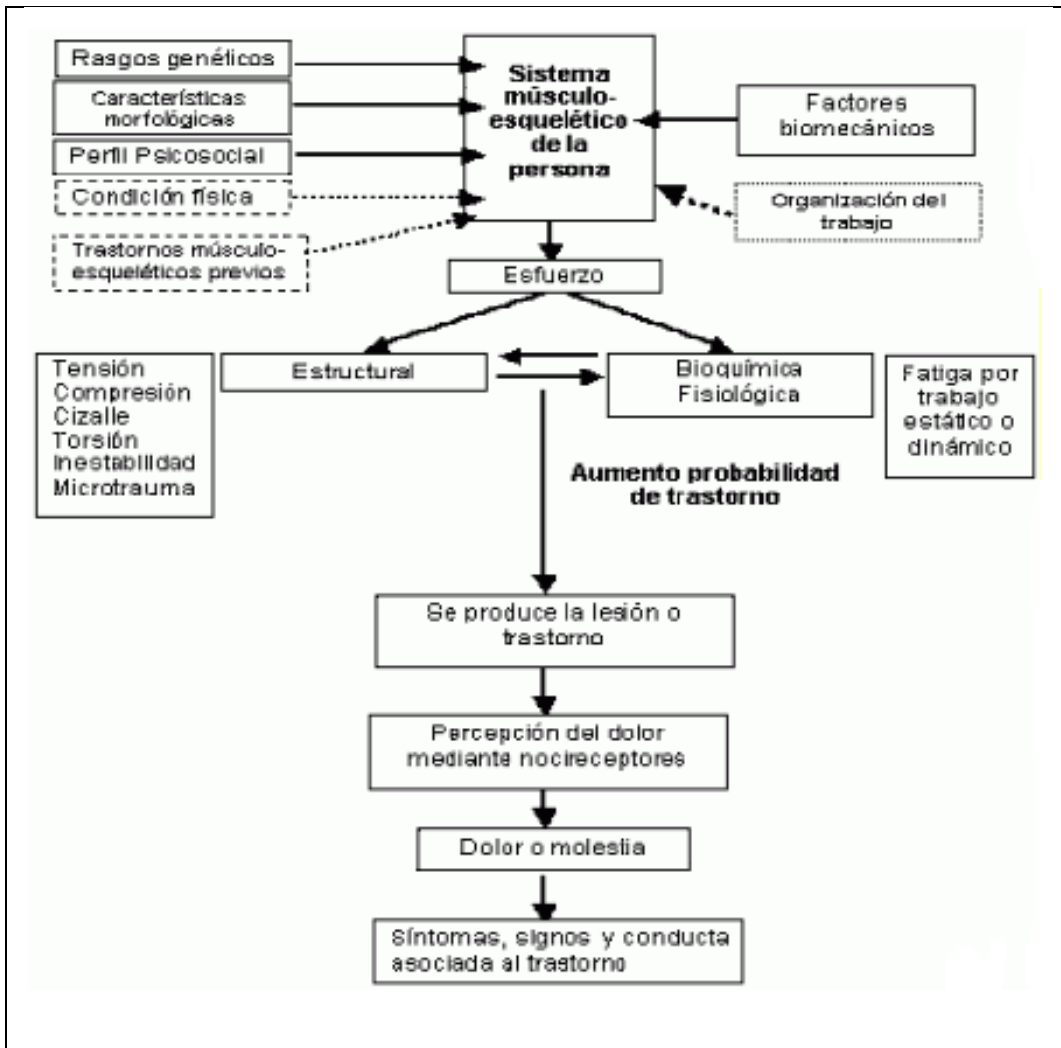 Rasgos genéticos
Características
morfológicas
Perfil Psicosocial
Condición física
Trastornos músculo-
esqueléticos previos
Sistema
músculo-
esquelético
de la
persona
Factores
biomecánicos
Organización del
trabajo
Esfuerzo
Tensión
Compresión
Cizalle
Torsión
Inestabilidad
Microtrauma
Estructural
Bioquímica
Fisiológica
Fatiga por
trabajo
estático o
dinámico
Aumento probabilidad
de trastorno
Se produce la lesión o
trastorno
Percepción del dolor
mediante nocireceptores
Dolor o molestia
Síntomas, signos y conducta
asociada al trastorno